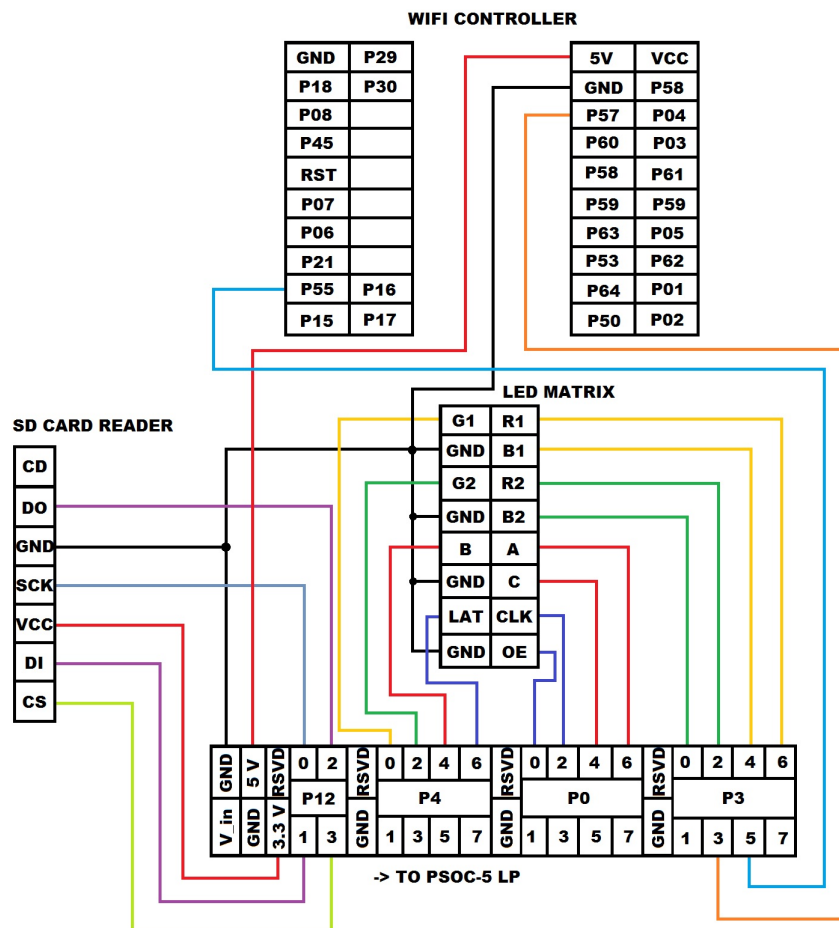 WIFI CONTROLLER
GND P29
P18 P30
P08
P45
RST
P07
P06
P21
P55 P16
P15 P17
5V VCC
GND P58
P57 P04
P60 P03
P58 P61
P59 P59
P63 P05
P53 P62
P64 P01
P50 P02
LED MATRIX
G1 R1
GND B1
G2 R2
GND B2
B A
GND C
LAT CLK
GND OE
SD CARD READER
CD
DO
GND
SCK
VCC
DI
CS
GND 5 V RSVD 0 2 RSVD 0 2 4 6 RSVD 0 2 4 6 RSVD 0 2 4 6
P12 P4 P0 P3
V_in GND 3.3 V 1 3 GND 1 3 5 7 GND 1 3 5 7 GND 1 3 5 7
-> TO PSOC-5 LP